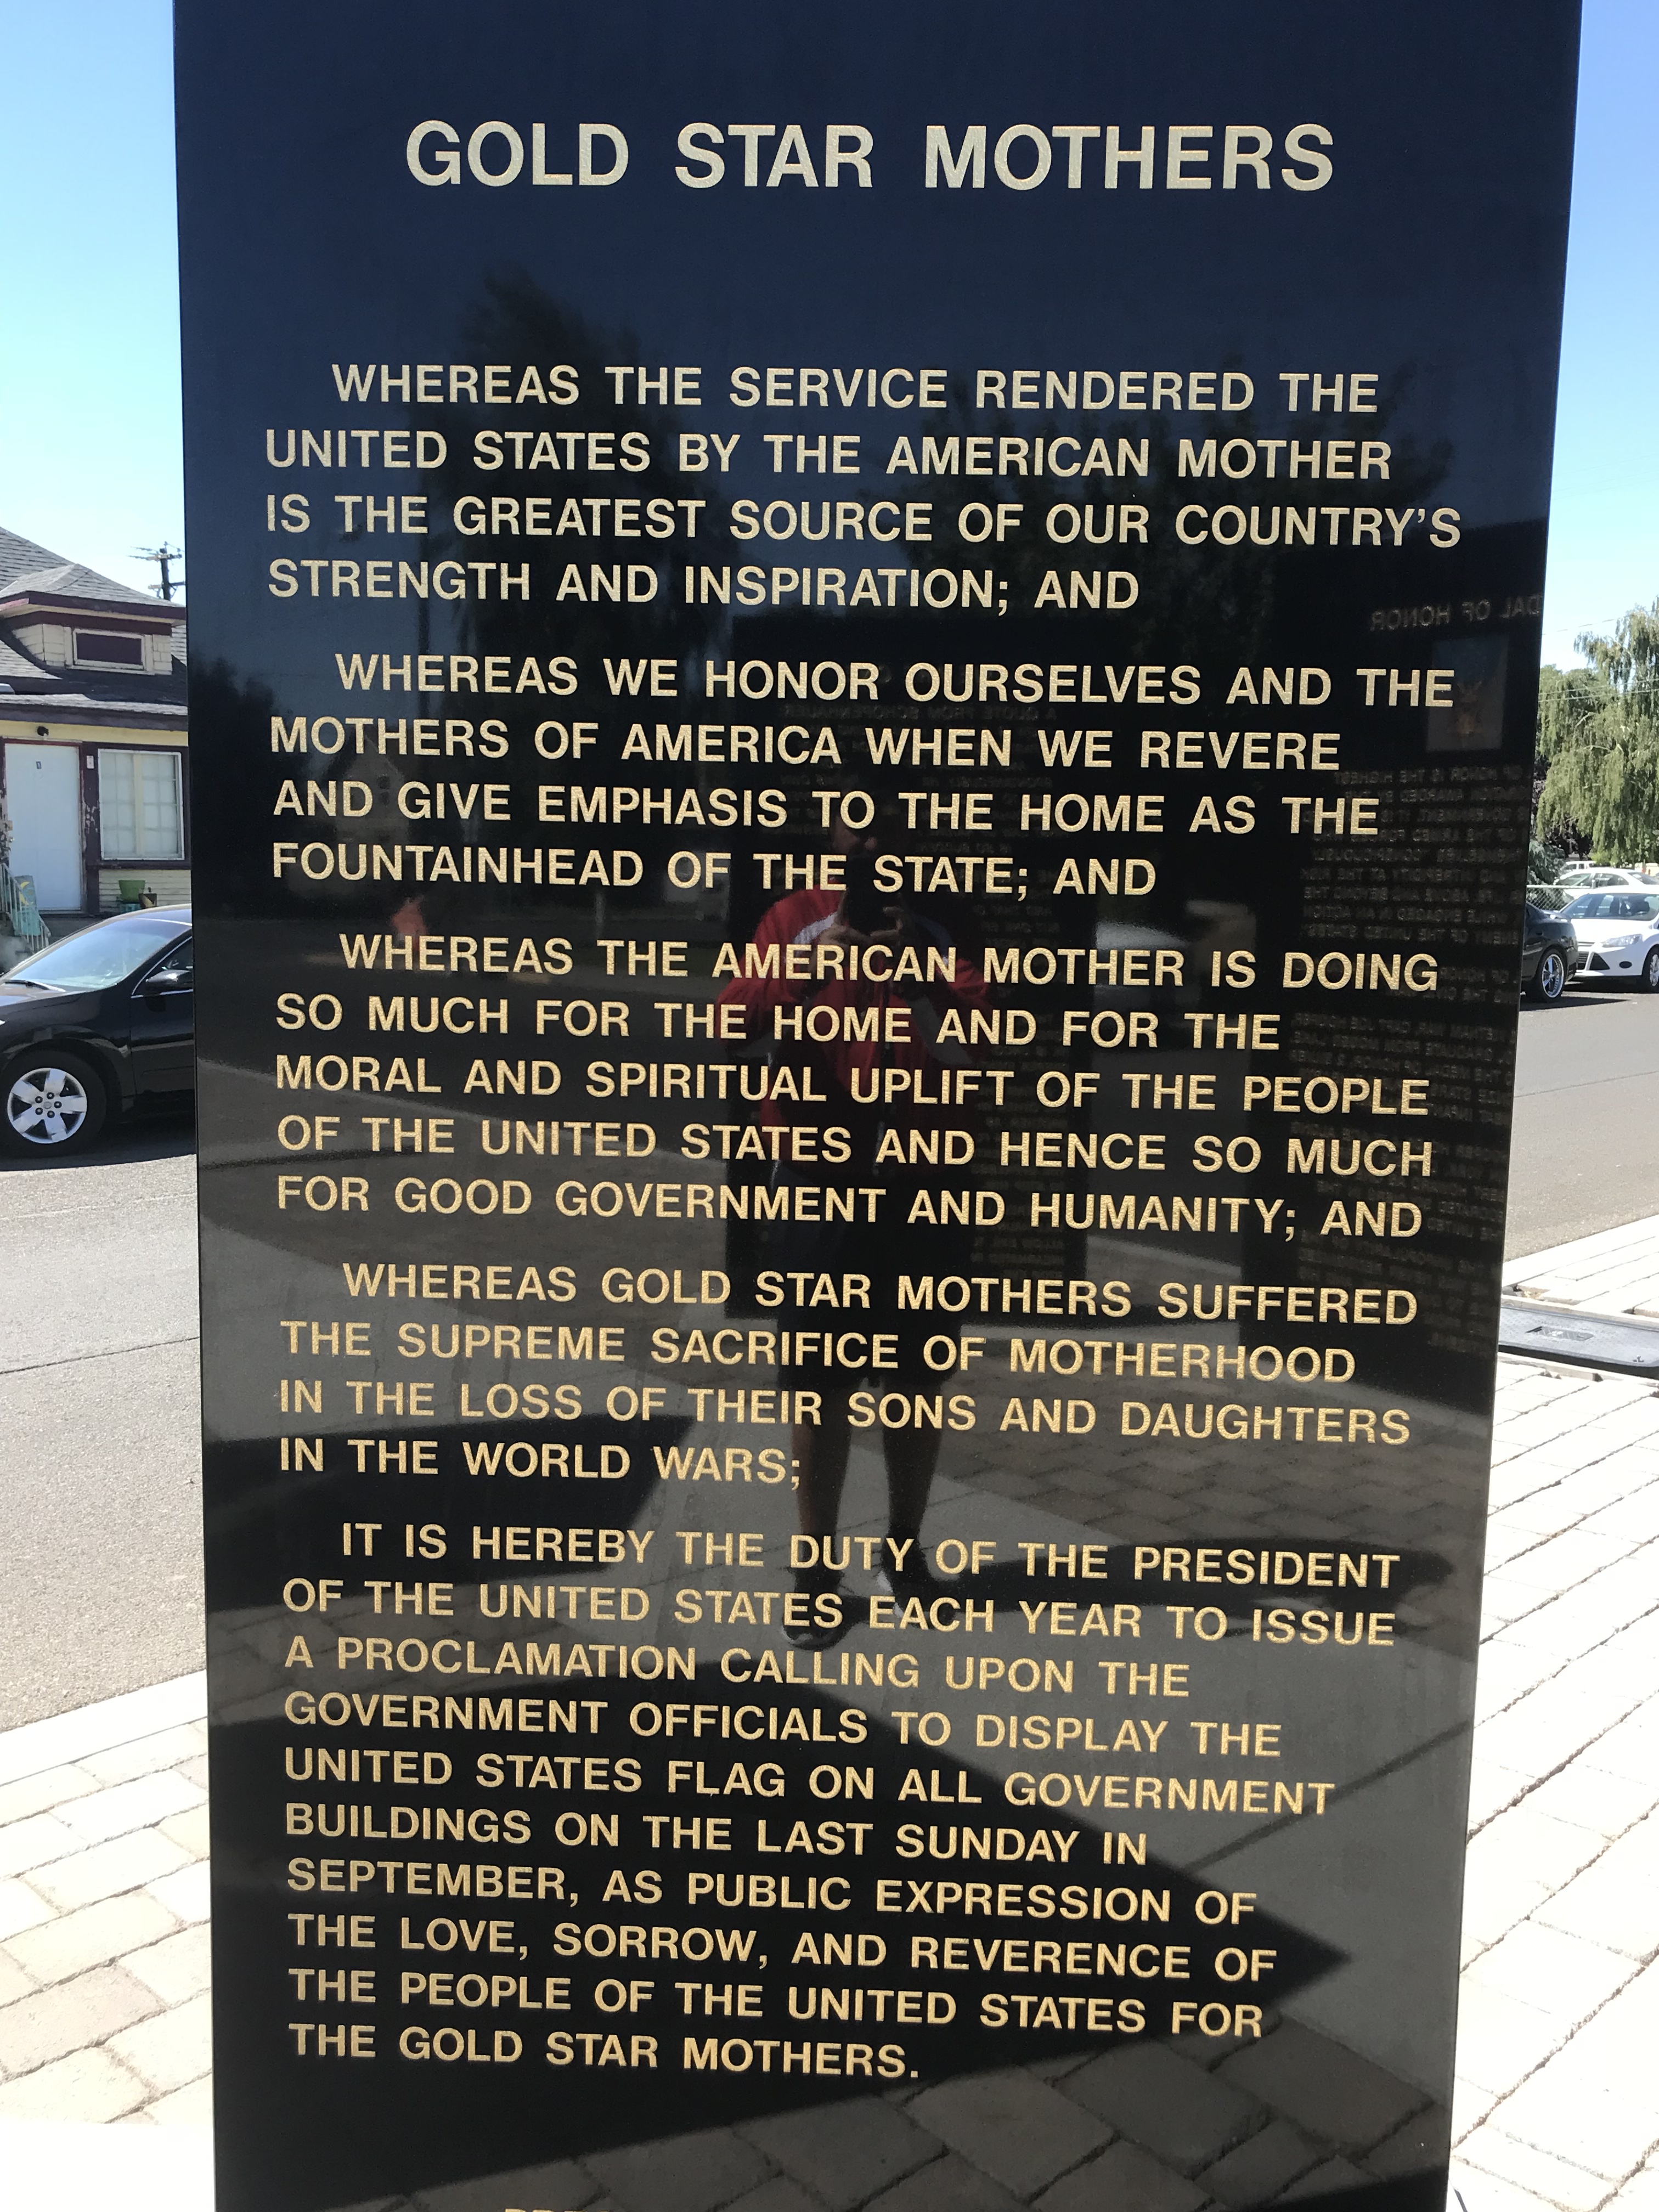 GOLD STAR MOTHERS
WHEREAS THE SERVICE RENDERED THE
UNITED STATES BY THE AMERICAN MOTHER
IS THE GREATEST SOURCE OF OUR COUNTRY'S
STRENGTH AND INSPIRATION; AND
WHEREAS WE HONOR OURSELVES AND THE
MOTHERS OF AMERICA WHEN WE REVERE
AND GIVE EMPHASIS TO THE HOME AS THE
FOUNTAINHEAD OF THE STATE; AND
WHEREAS THE AMERICAN MOTHER IS DOING
SO MUCH FOR THE HOME AND FOR THE
MORAL AND SPIRITUAL UPLIFT OF THE PEOPLE
OF THE UNITED STATES AND HENCE SO MUCH
FOR GOOD GOVERNMENT AND HUMANITY; AND
WHEREAS GOLD STAR MOTHERS SUFFERED
THE SUPREME SACRIFICE OF MOTHERHOOD
IN THE LOSS OF THEIR SONS AND DAUGHTERS
IN THE WORLD WARS;
IT IS HEREBY THE DUTY OF THE PRESIDENT
OF THE UNITED STATES EACH YEAR TO ISSUE
A PROCLAMATION CALLING UPON THE
GOVERNMENT OFFICIALS TO DISPLAY THE
UNITED STATES FLAG ON ALL GOVERNMENT
BUILDINGS ON THE LAST SUNDAY IN
SEPTEMBER, AS PUBLIC EXPRESSION OF
THE LOVE, SORROW, AND REVERENCE OF
THE PEOPLE OF THE UNITED STATES FOR
THE GOLD STAR MOTHERS.